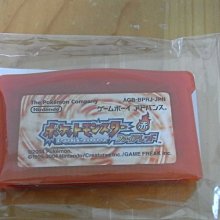 The Pokémon Company
AGB-BPRJ-JPN
Nintendo
ゲームボーイ アドバンス
ポケットモンスター
ファイアレッド
©2004 Pokémon.
©1995-2004 Nintendo/Creatures inc./GAME FREAK inc.